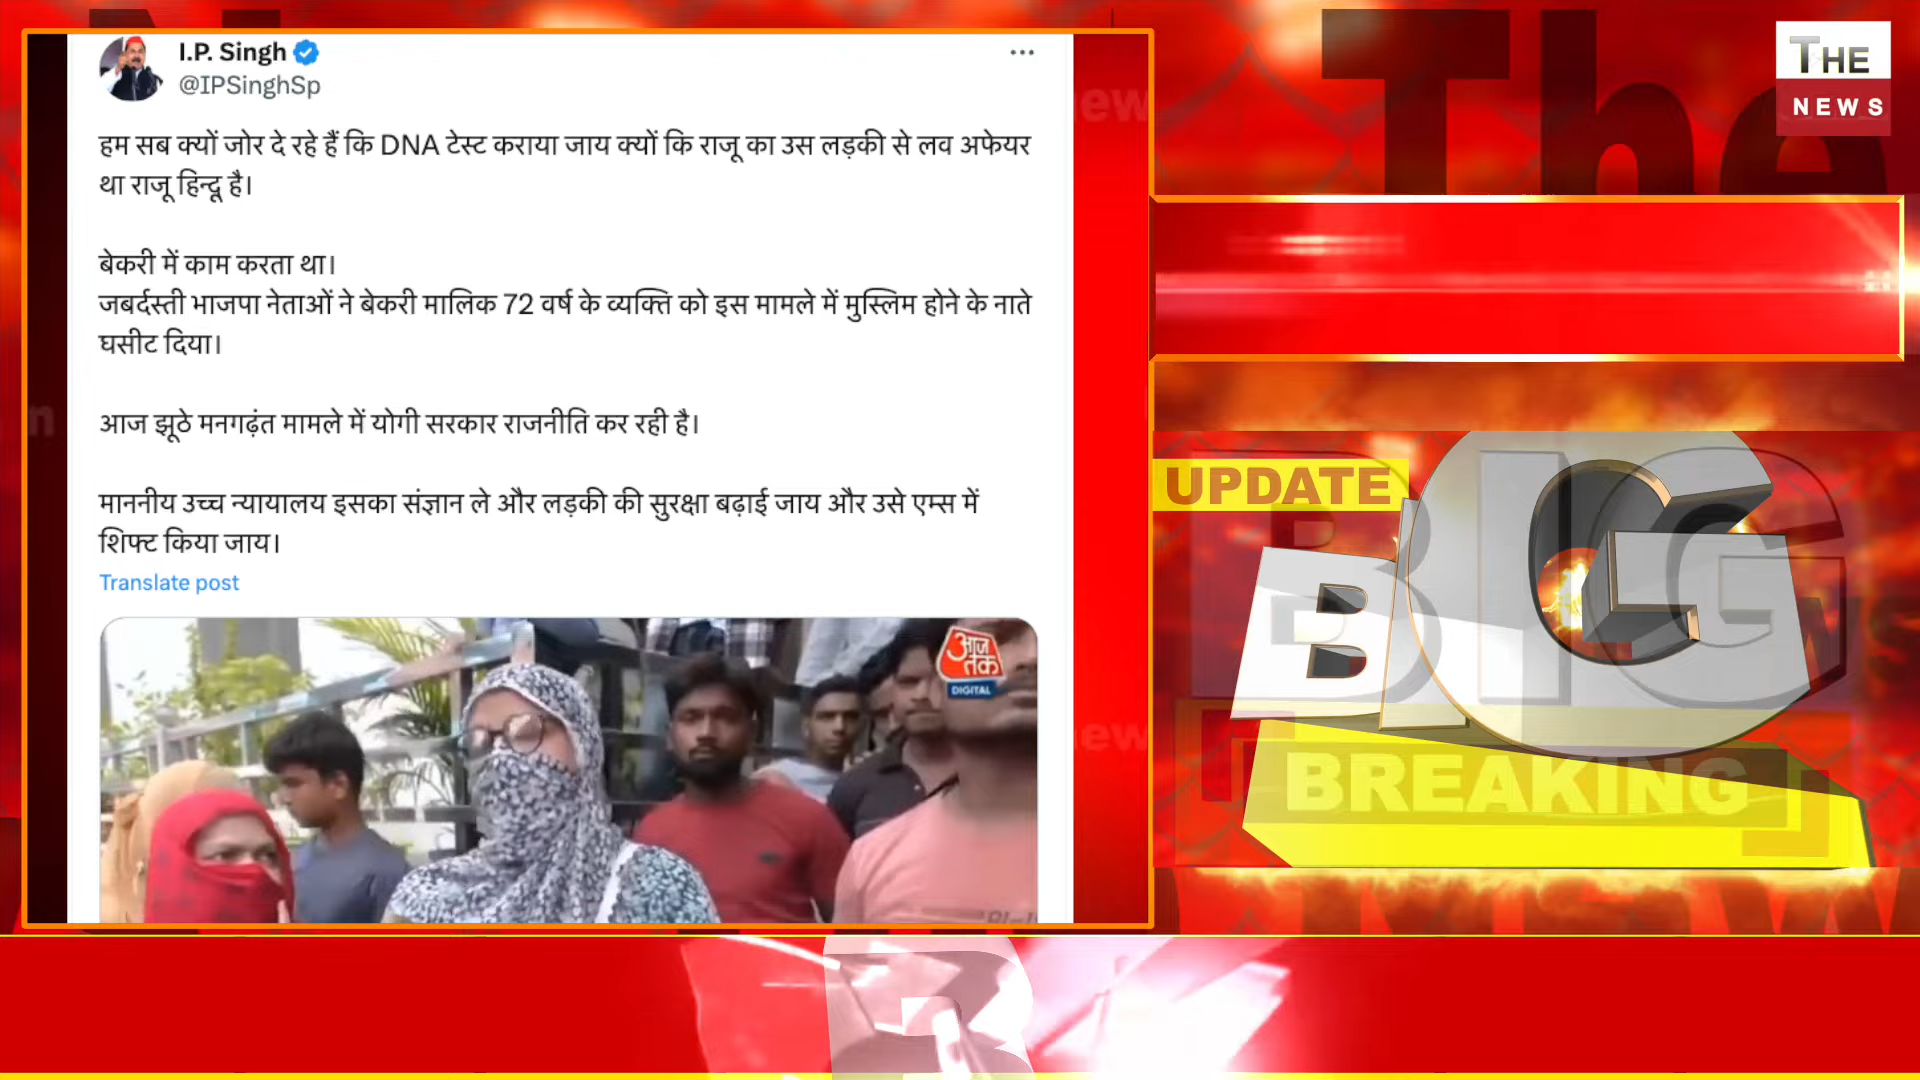 I.P. Singh
@IPSinghSp
हम सब क्यों जोर दे रहे हैं कि DNA टेस्ट कराया जाय क्यों कि राजू का उस लड़की से लव अफेयर
था राजू हिन्दू है।
बेकरी में काम करता था।
जबर्दस्ती भाजपा नेताओं ने बेकरी मालिक 72 वर्ष के व्यक्ति को इस मामले में मुस्लिम होने के नाते
घसीट दिया।
आज झूठे मनगढ़ंत मामले में योगी सरकार राजनीति कर रही है।
माननीय उच्च न्यायालय इसका संज्ञान ले और लड़की की सुरक्षा बढ़ाई जाय और उसे एम्स में
शिफ्ट किया जाय।
Translate post
आज
तक
DIGITAL
The
THE
NEWS
UPDATE
BIG
BIG
BREAKING